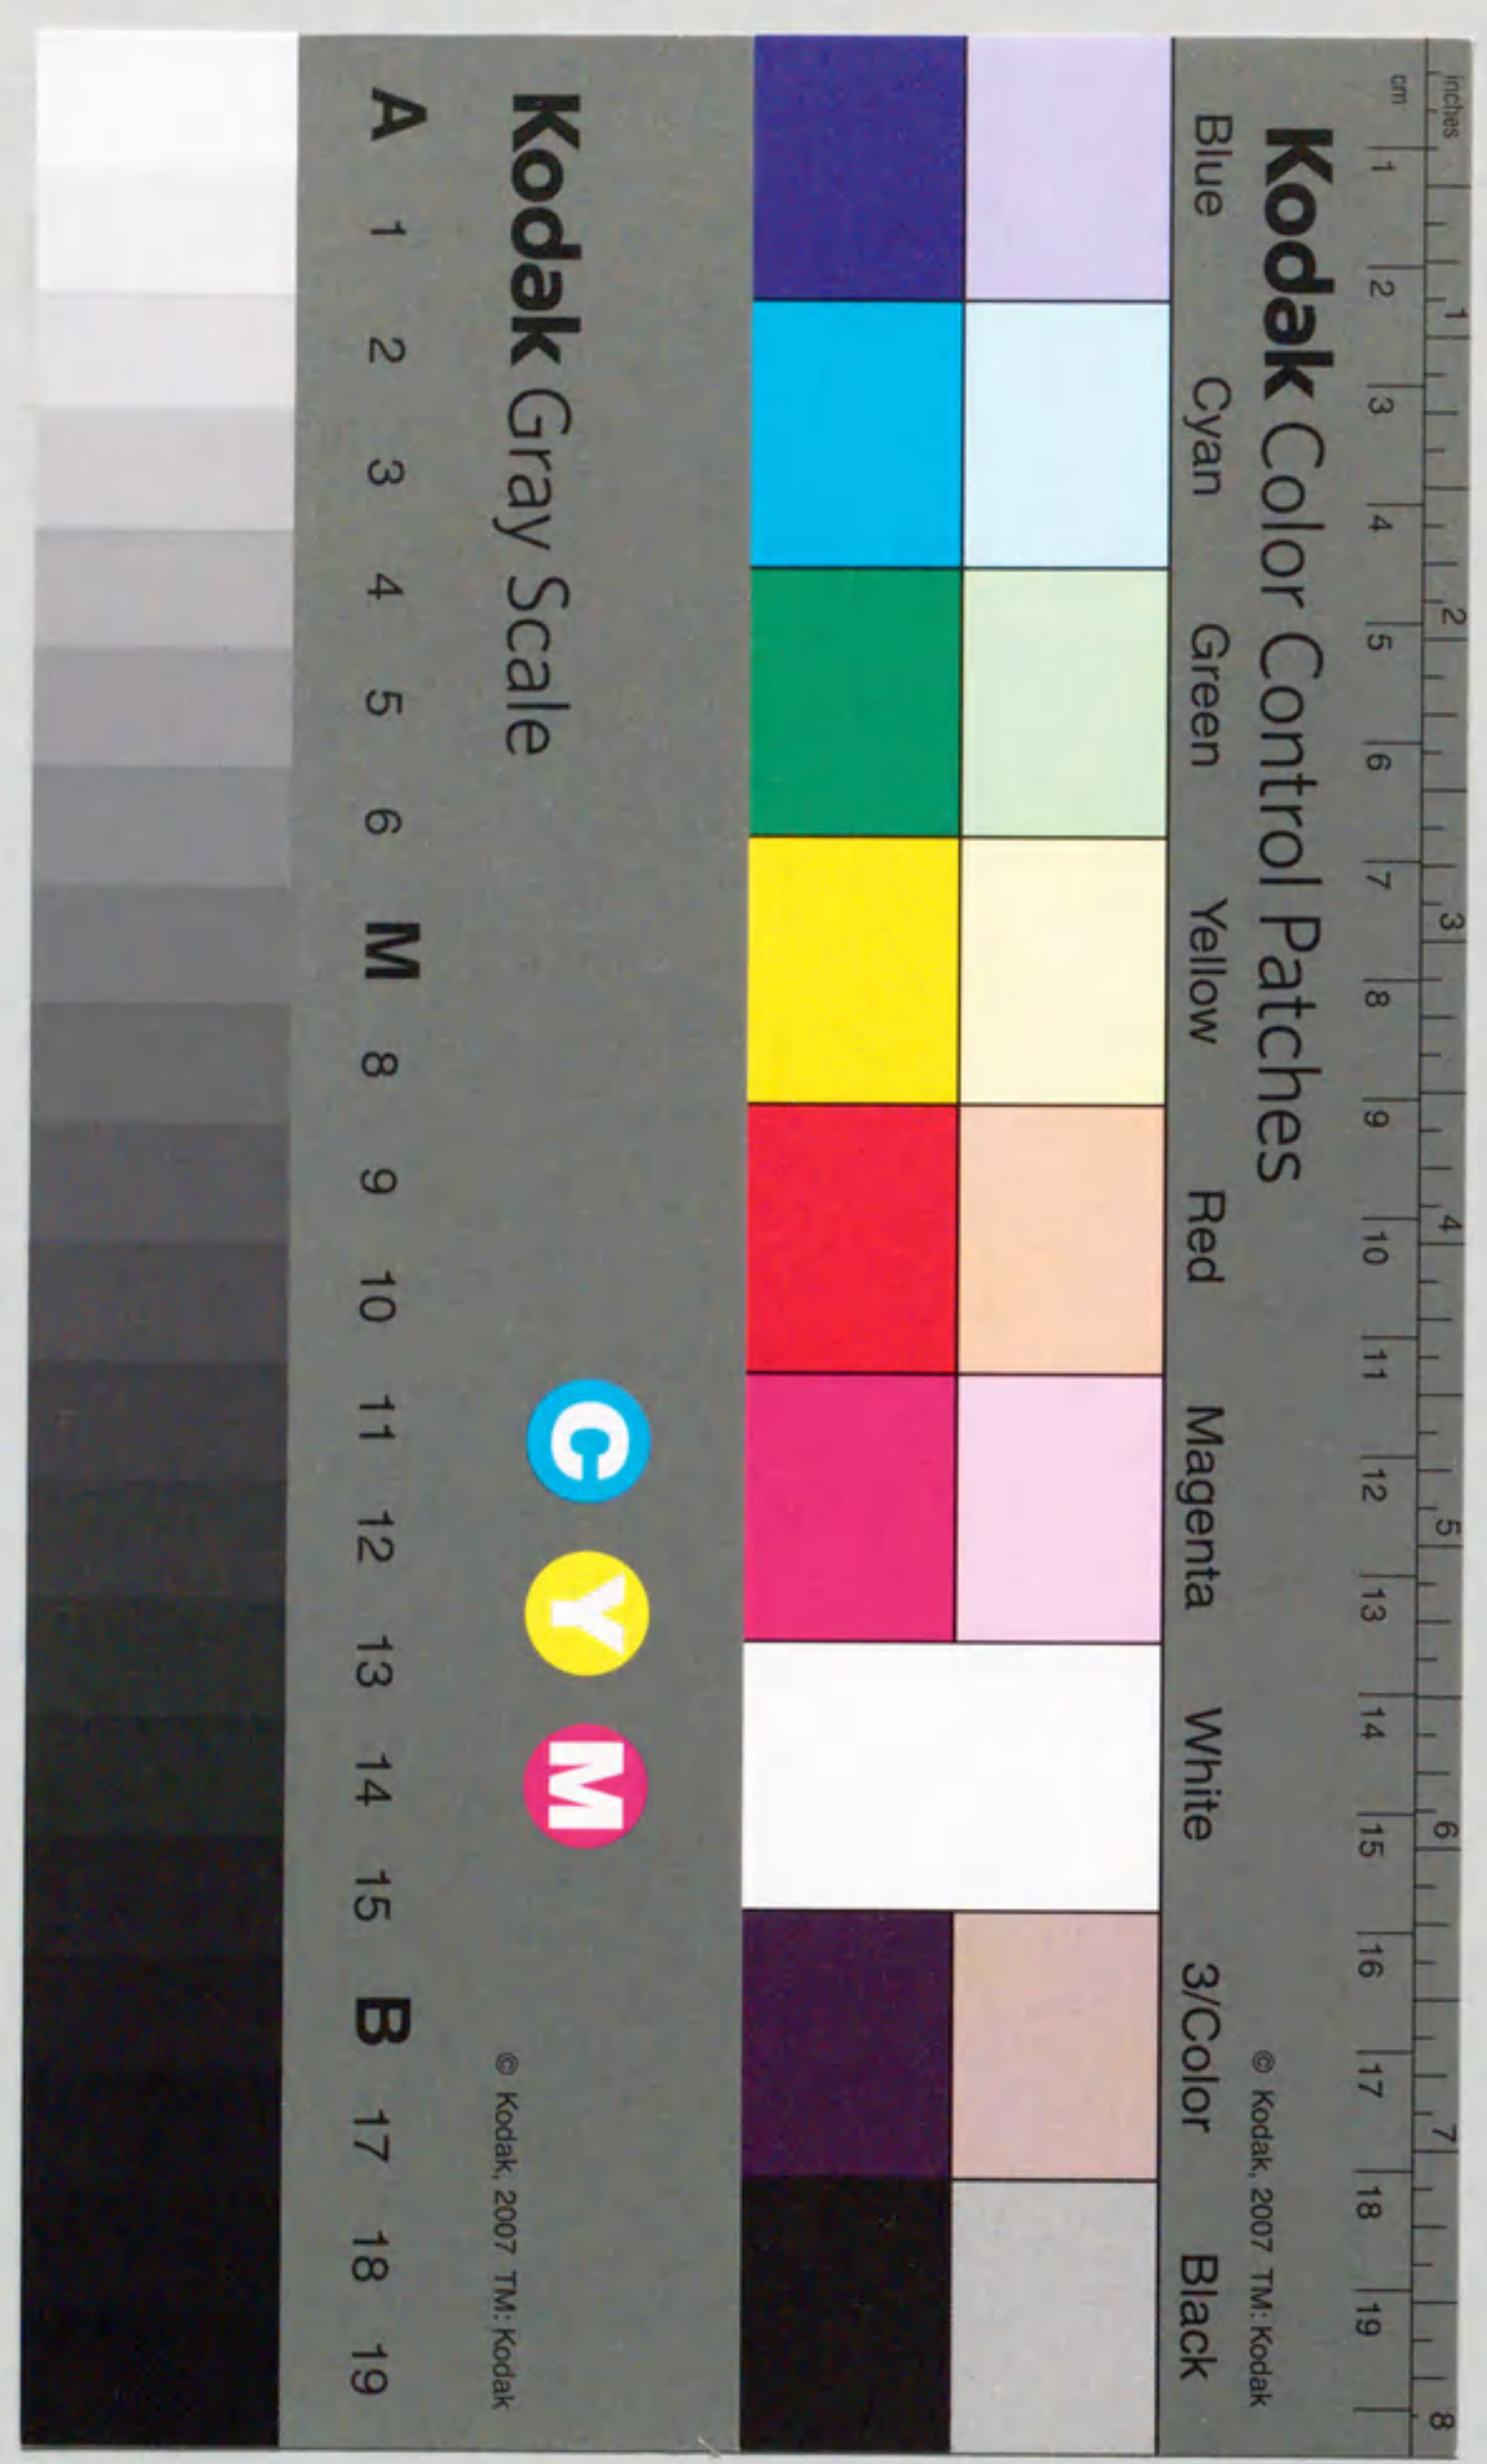 inches 1 2 3 4 5 6 7 8
cm 1 2 3 4 5 6 7 8 9 10 11 12 13 14 15 16 17 18 19
Kodak Color Control Patches
© Kodak, 2007 TM: Kodak
Blue Cyan Green Yellow Red Magenta White 3/Color Black
Kodak Gray Scale
C Y M
© Kodak, 2007 TM: Kodak
A 1 2 3 4 5 6 M 8 9 10 11 12 13 14 15 B 17 18 19